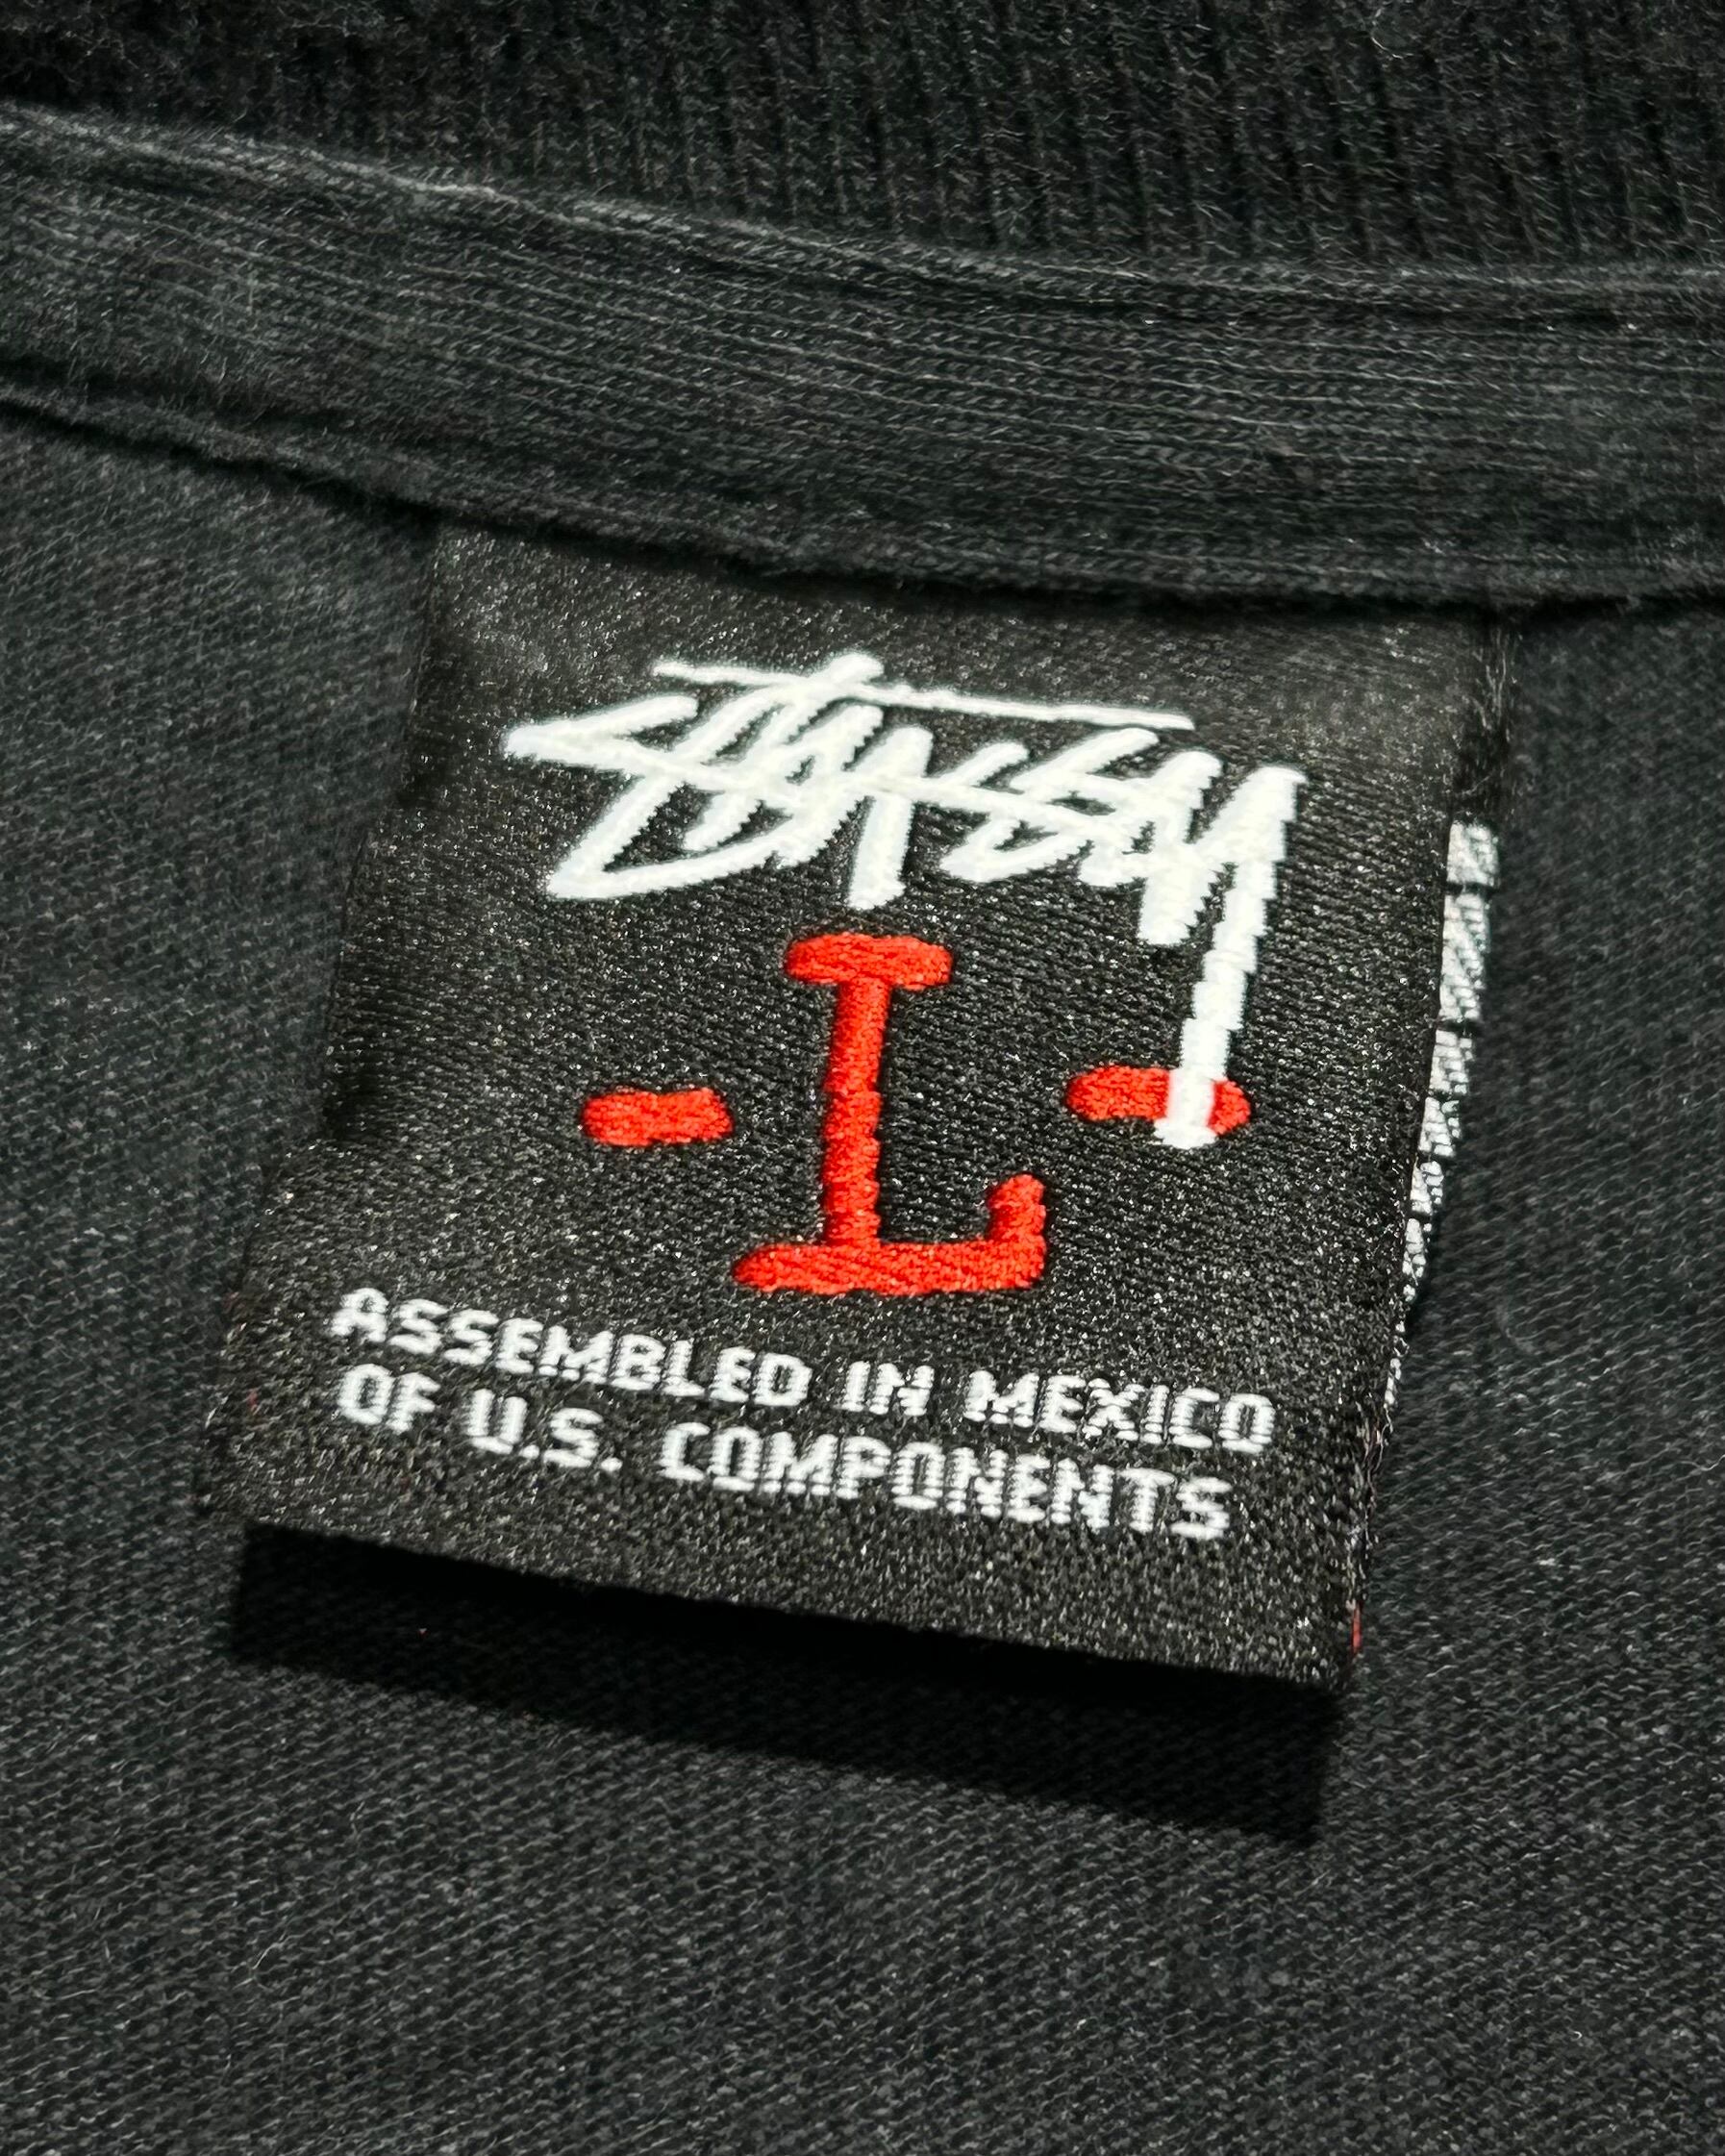 Stüssy
- L -
ASSEMBLED IN MEXICO
OF U.S. COMPONENTS